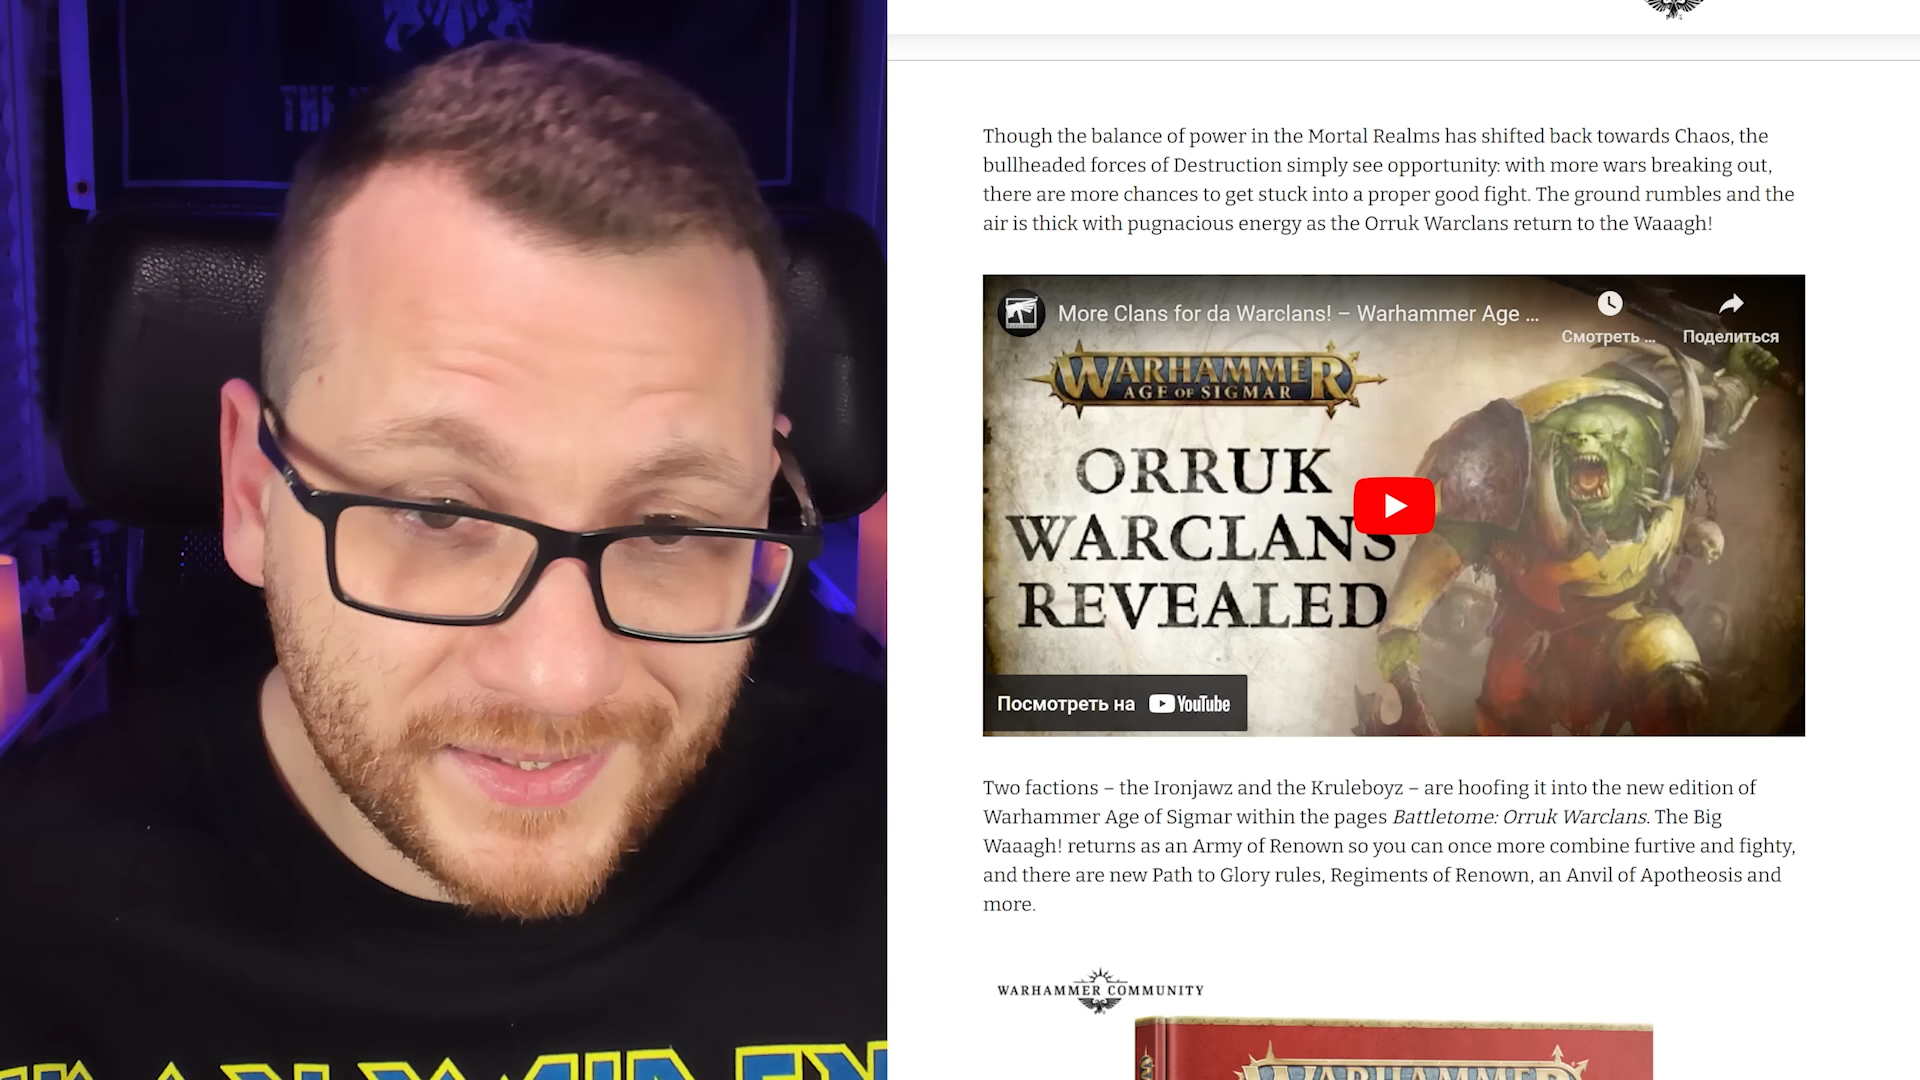 THE
IRON MAIDEN
Though the balance of power in the Mortal Realms has shifted back towards Chaos, the
bullheaded forces of Destruction simply see opportunity: with more wars breaking out,
there are more chances to get stuck into a proper good fight. The ground rumbles and the
air is thick with pugnacious energy as the Orruk Warclans return to the Waaagh!
More Clans for da Warclans! – Warhammer Age ...
Смотреть ...
Поделиться
WARHAMMER
AGE OF SIGMAR
ORRUK
WARCLANS
REVEALED
Посмотреть на YouTube
Two factions – the Ironjawz and the Kruleboyz – are hoofing it into the new edition of
Warhammer Age of Sigmar within the pages Battletome: Orruk Warclans. The Big
Waaagh! returns as an Army of Renown so you can once more combine furtive and fighty,
and there are new Path to Glory rules, Regiments of Renown, an Anvil of Apotheosis and
more.
WARHAMMER COMMUNITY
WARHAMMER